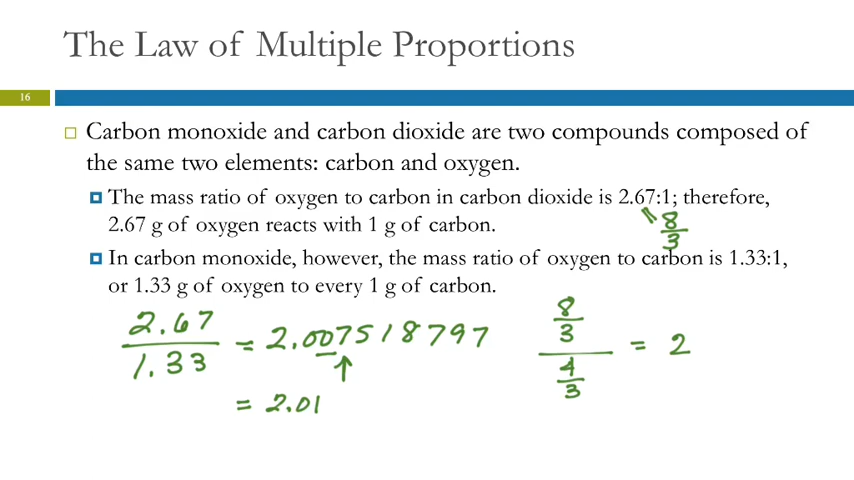 The Law of Multiple Proportions
16
Carbon monoxide and carbon dioxide are two compounds composed of
the same two elements: carbon and oxygen.
The mass ratio of oxygen to carbon in carbon dioxide is 2.67:1; therefore,
2.67 g of oxygen reacts with 1 g of carbon.
8
3
In carbon monoxide, however, the mass ratio of oxygen to carbon is 1.33:1,
or 1.33 g of oxygen to every 1 g of carbon.
2.67
1.33
= 2.007518797
= 2.01
8
3
4
3
= 2